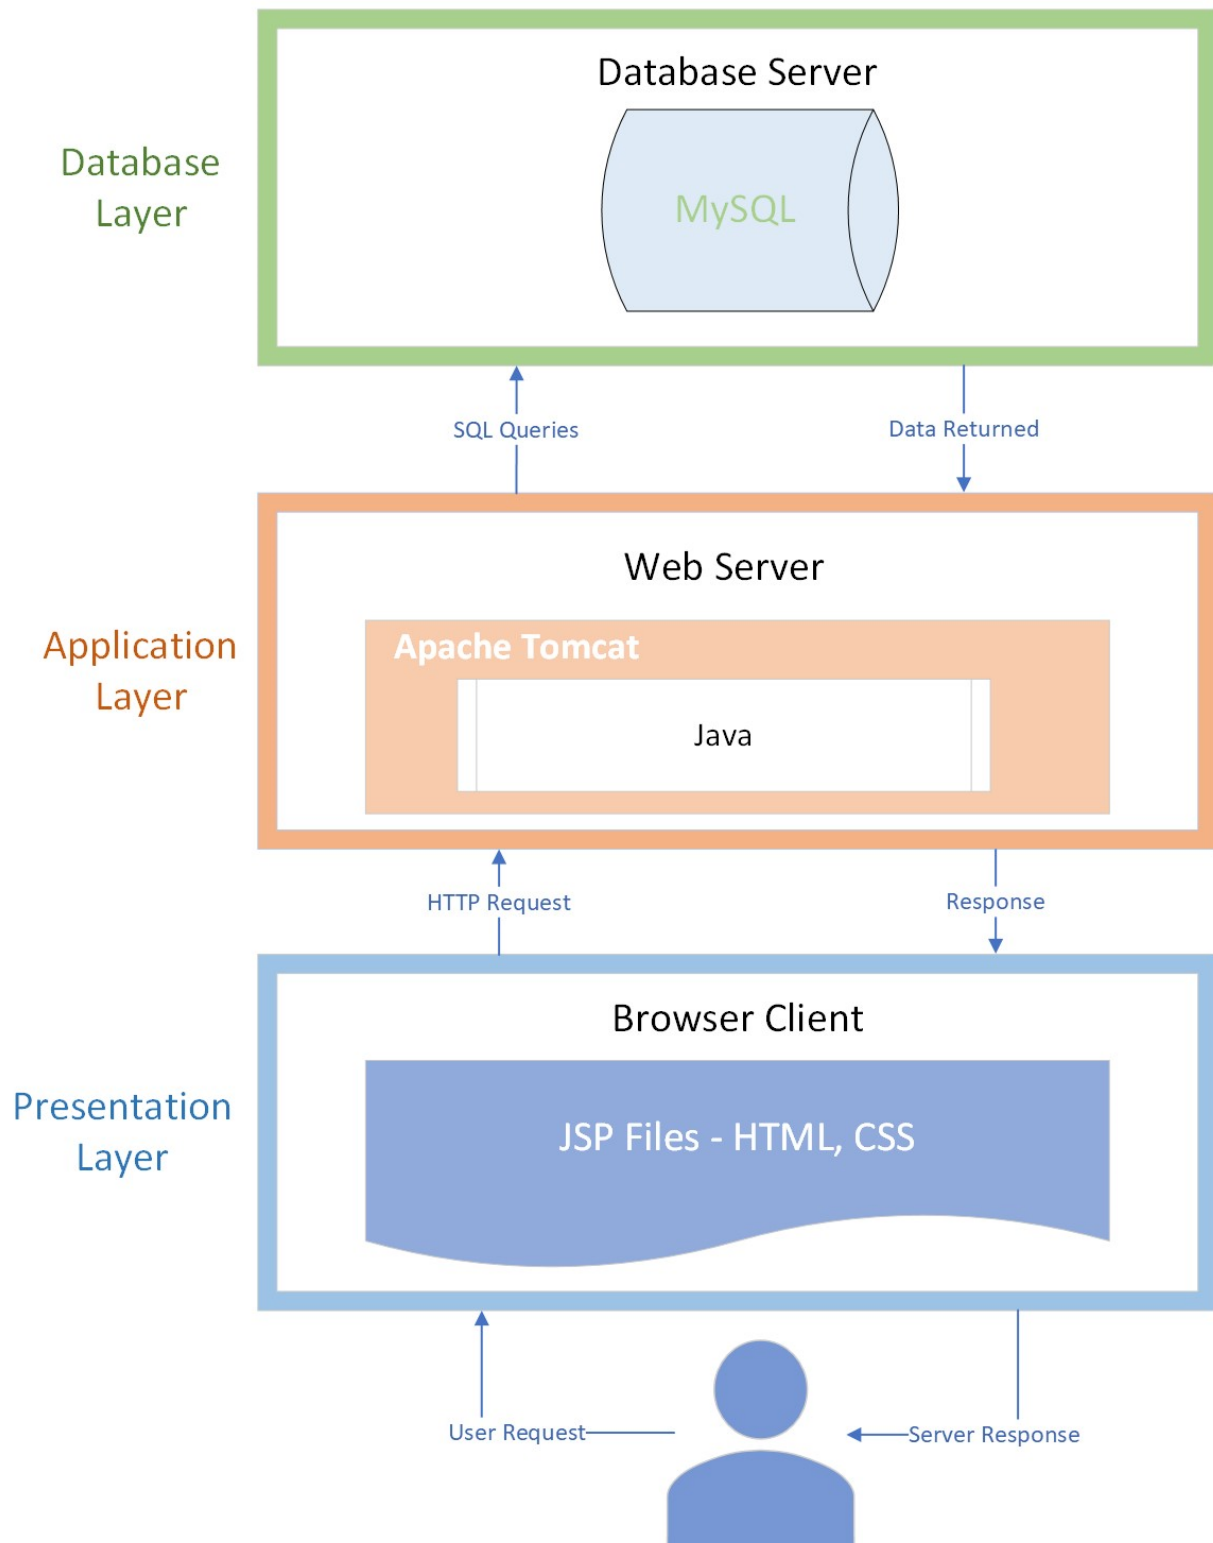 Database Server
MySQL
Database
Layer
SQL Queries
Data Returned
Web Server
Apache Tomcat
Java
Application
Layer
HTTP Request
Response
Browser Client
JSP Files - HTML, CSS
Presentation
Layer
User Request
Server Response